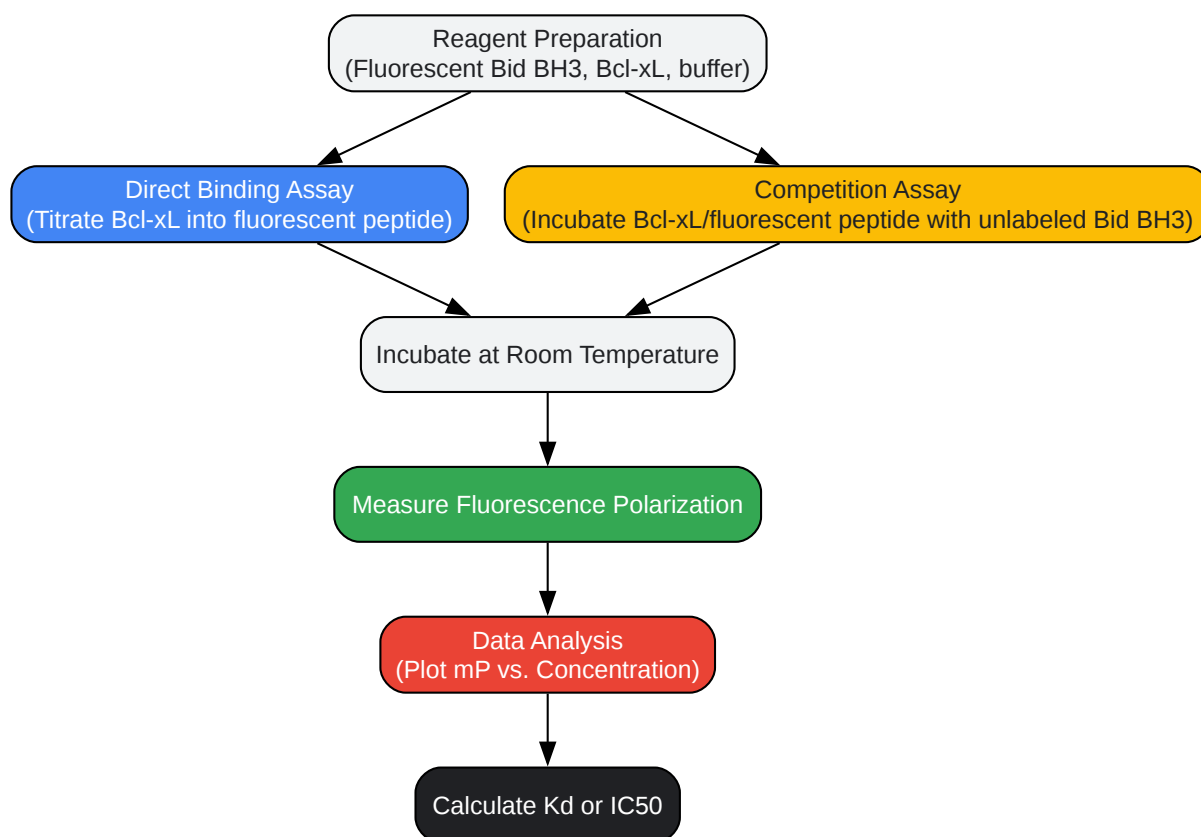 Reagent Preparation
(Fluorescent Bid BH3, Bcl-xL, buffer)
Direct Binding Assay
(Titrate Bcl-xL into fluorescent peptide)
Competition Assay
(Incubate Bcl-xL/fluorescent peptide with unlabeled Bid BH3)
Incubate at Room Temperature
Measure Fluorescence Polarization
Data Analysis
(Plot mP vs. Concentration)
Calculate Kd or IC50